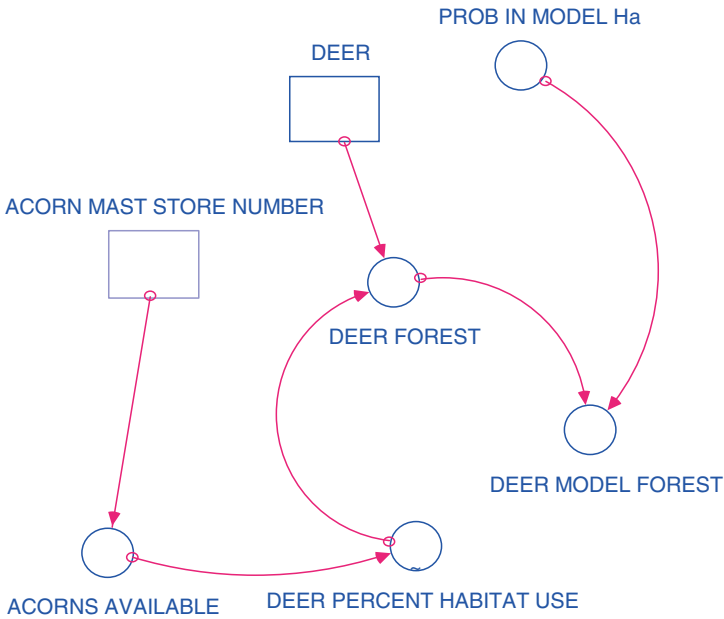 PROB IN MODEL Ha
DEER
ACORN MAST STORE NUMBER
DEER FOREST
DEER MODEL FOREST
ACORNS AVAILABLE
DEER PERCENT HABITAT USE